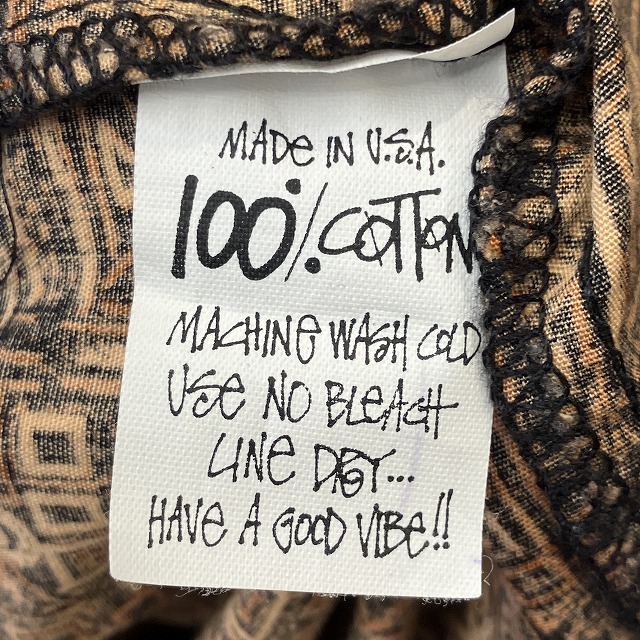 MADe IN U.S.A.
100%.COTTON
MACHINe WASH COLD
USe NO BLEACH
LINe DRY...
HAVE A GOOD VIBe!!